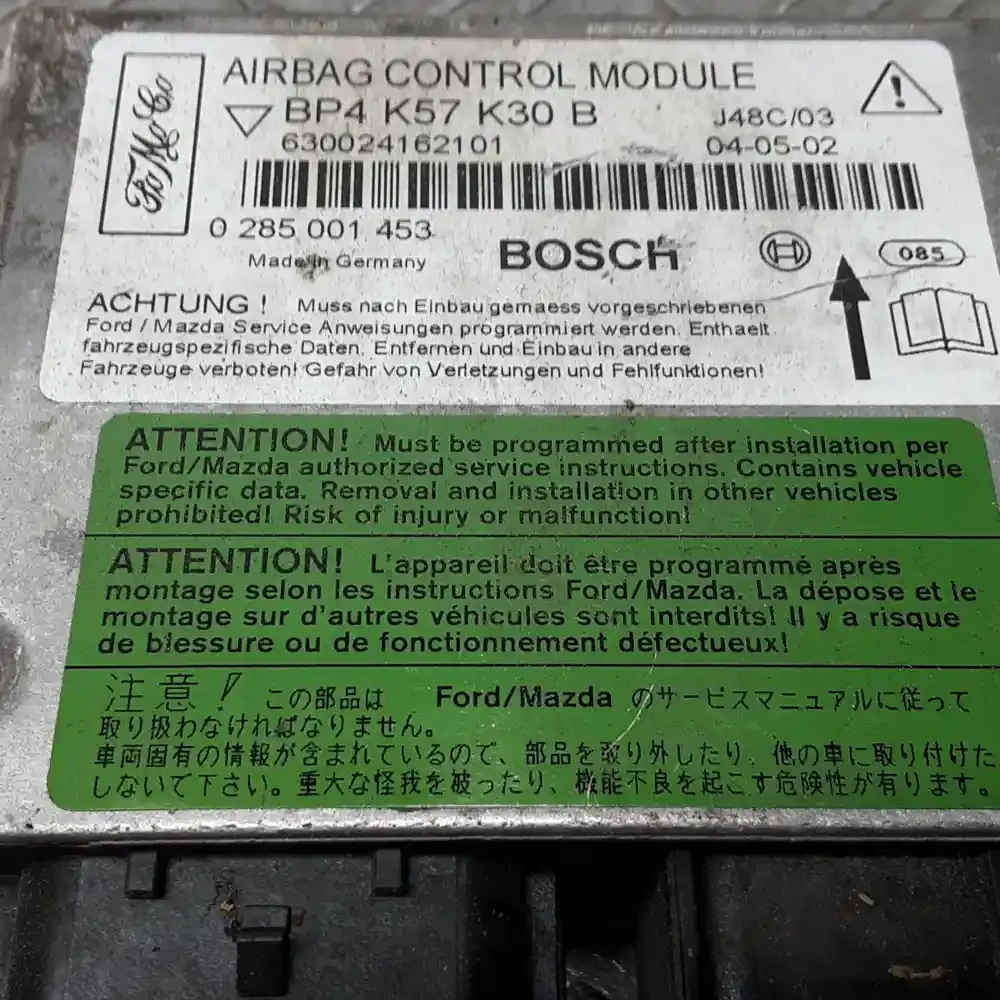 FoMoCo
AIRBAG CONTROL MODULE
BP4 K57 K30 B
J48C/03
630024162101
04-05-02
0 285 001 453
Made in Germany
BOSCH
085
ACHTUNG ! Muss nach Einbau gemaess vorgeschriebenen
Ford / Mazda Service Anweisungen programmiert werden. Enthaelt
fahrzeugspezifische Daten. Entfernen und Einbau in andere
Fahrzeuge verboten! Gefahr von Verletzungen und Fehlfunktionen!
ATTENTION! Must be programmed after installation per
Ford/Mazda authorized service instructions. Contains vehicle
specific data. Removal and installation in other vehicles
prohibited! Risk of injury or malfunction!
ATTENTION! L'appareil doit être programmé après
montage selon les instructions Ford/Mazda. La dépose et le
montage sur d'autres véhicules sont interdits! Il y a risque
de blessure ou de fonctionnement défectueux!
注意! この部品は Ford/Mazda のサービスマニュアルに従って
取り扱わなければなりません。
車両固有の情報が含まれているので、部品を取り外したり、他の車に取り付けた
しないで下さい。重大な怪我を被ったり、機能不良を起こす危険性が有ります。